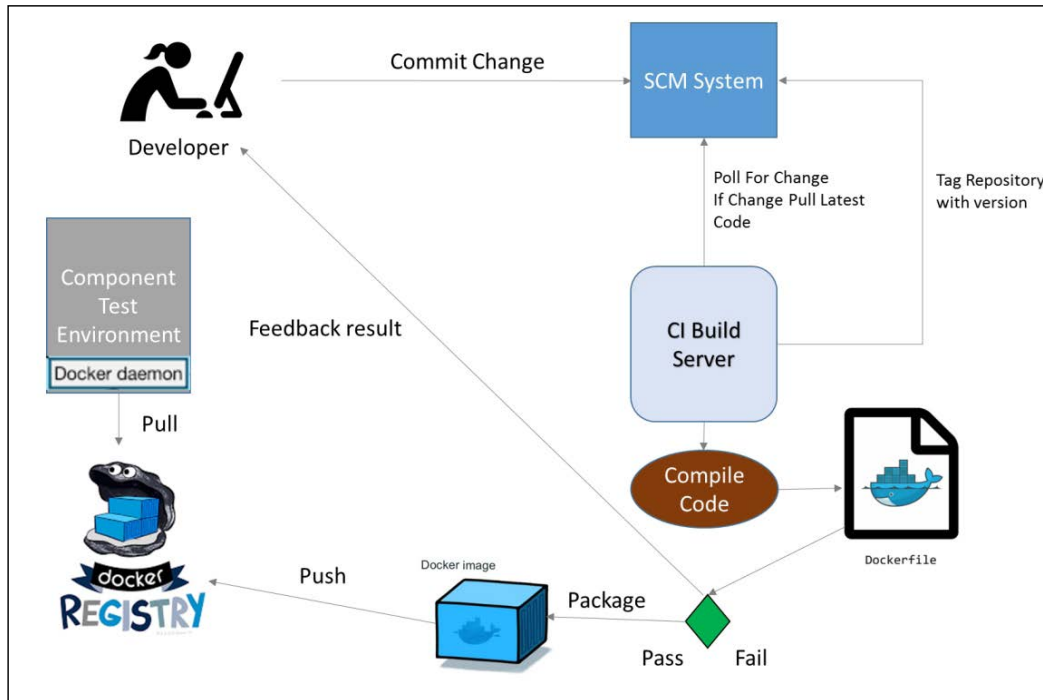 Commit Change
SCM System
Developer
Poll For Change
If Change Pull Latest
Code
Tag Repository
with version
Component
Test
Environment
Docker daemon
Feedback result
CI Build
Server
Pull
Compile
Code
Dockerfile
docker
REGISTRY
Push
Docker image
Package
Pass
Fail